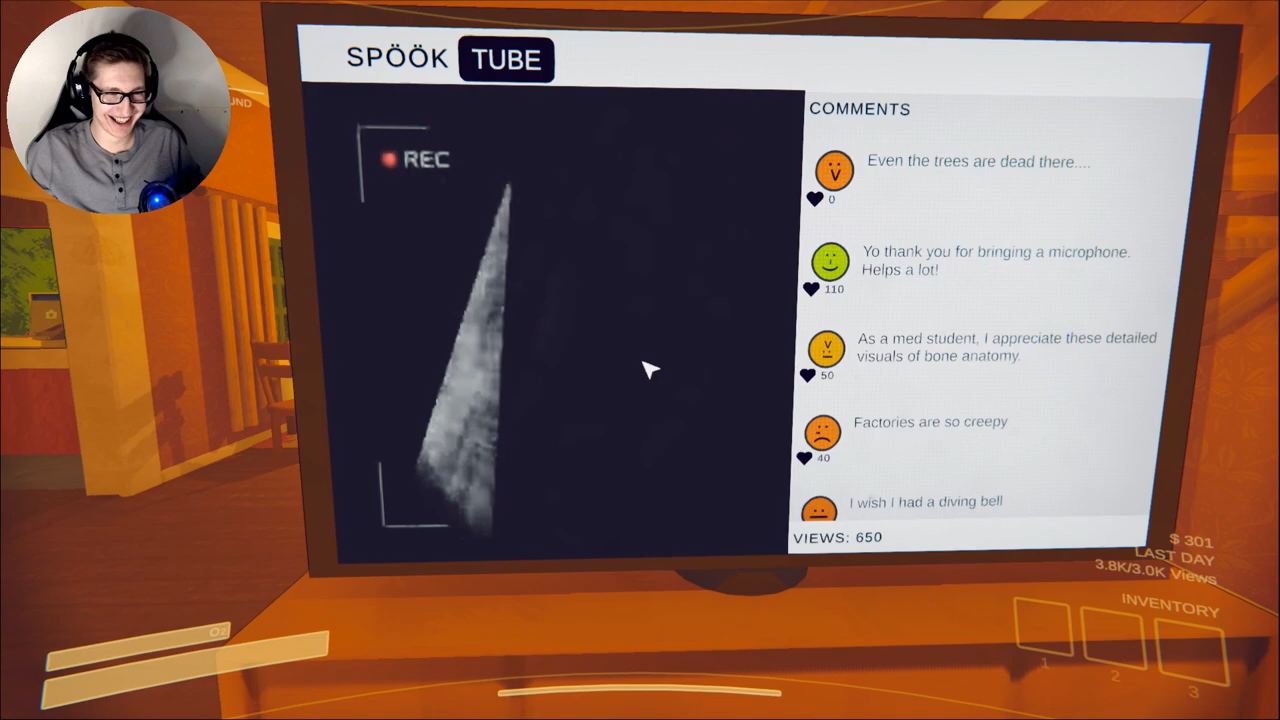 SPÖÖK TUBE
UND
REC
COMMENTS
Even the trees are dead there....
0
Yo thank you for bringing a microphone.
Helps a lot!
110
As a med student, I appreciate these detailed
visuals of bone anatomy.
50
Factories are so creepy
40
I wish I had a diving bell
VIEWS: 650
$ 301
LAST DAY
3.8K/3.0K Views
INVENTORY
1
2
3